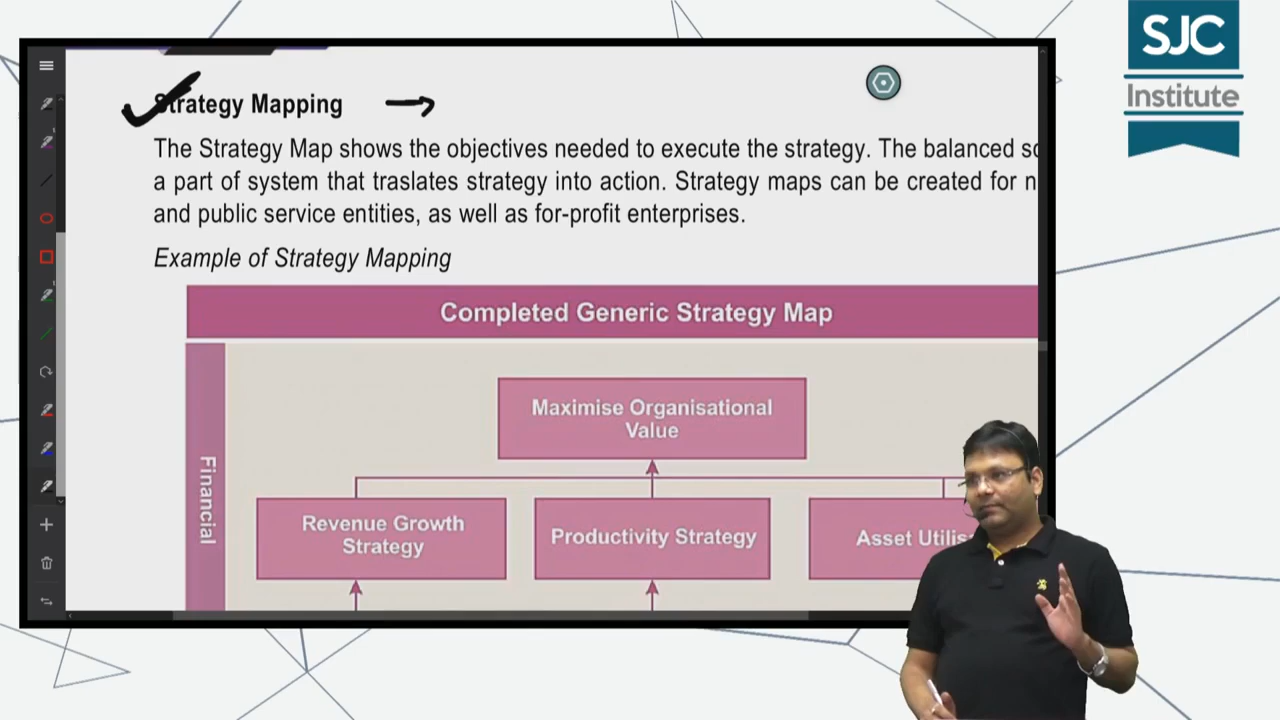 SJC
Institute
Strategy Mapping
The Strategy Map shows the objectives needed to execute the strategy. The balanced
a part of system that traslates strategy into action. Strategy maps can be created for
and public service entities, as well as for-profit enterprises.
Example of Strategy Mapping
Completed Generic Strategy Map
Financial
Maximise Organisational
Value
Revenue Growth
Strategy
Productivity Strategy
Asset